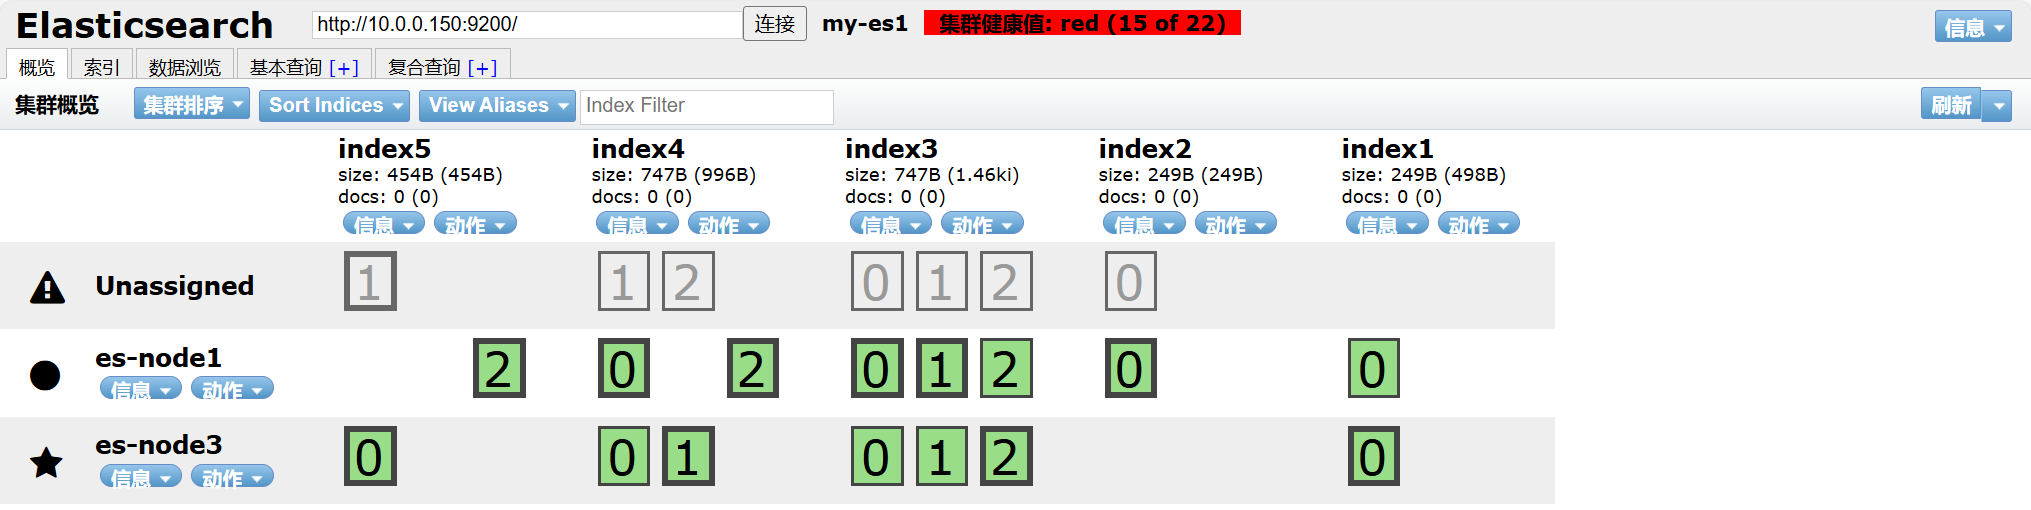 Elasticsearch http://10.0.0.150:9200/ 连接 my-es1 集群健康值: red (15 of 22) 信息
概览 索引 数据浏览 基本查询 [+] 复合查询 [+]
集群概览 集群排序 Sort Indices View Aliases Index Filter 刷新
index5 index4 index3 index2 index1
size: 454B (454B) size: 747B (996B) size: 747B (1.46ki) size: 249B (249B) size: 249B (498B)
docs: 0 (0) docs: 0 (0) docs: 0 (0) docs: 0 (0) docs: 0 (0)
信息 动作 信息 动作 信息 动作 信息 动作 信息 动作
Unassigned 1 1 2 0 1 2 0
es-node1 2 0 2 0 1 2 0 0
信息 动作
es-node3 0 0 1 0 1 2 0
信息 动作